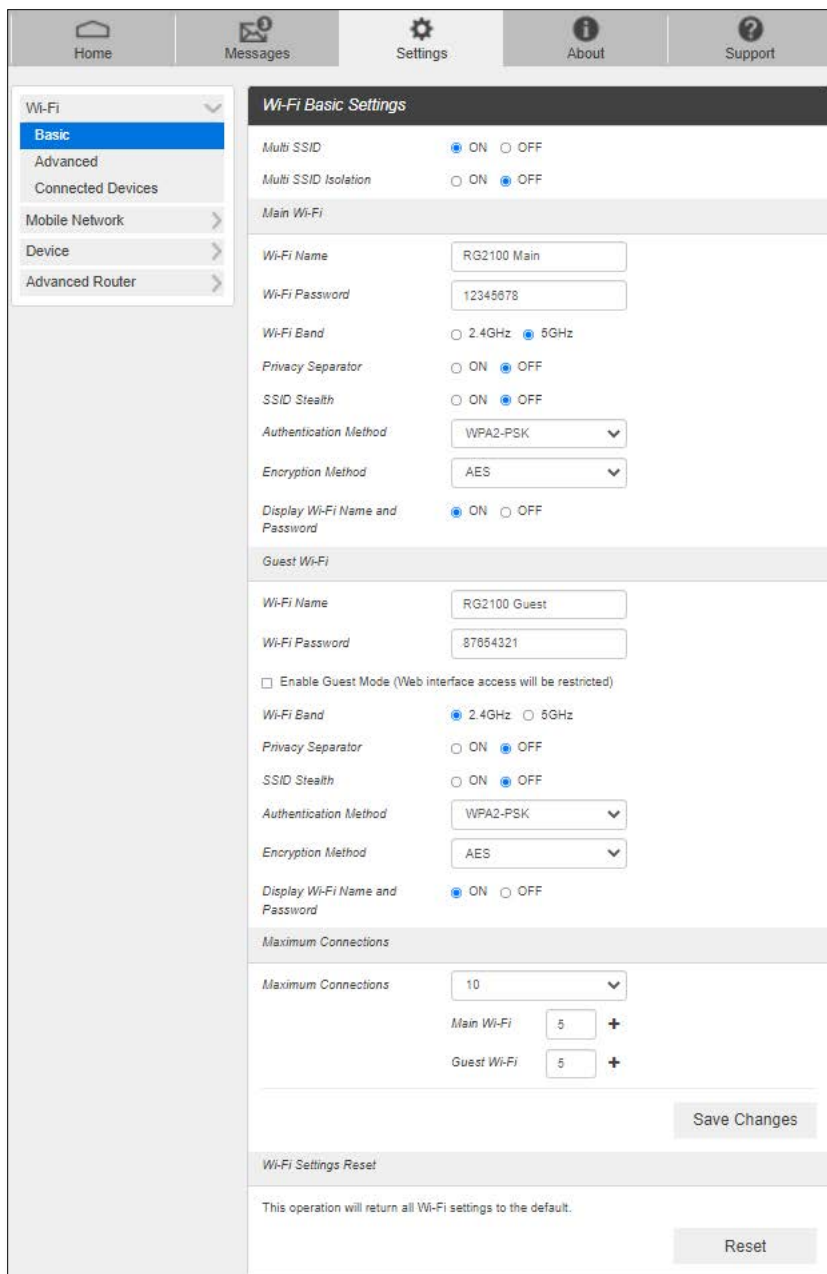 Home
Messages
Settings
About
Support
Wi-Fi
Basic
Advanced
Connected Devices
Mobile Network
Device
Advanced Router
Wi-Fi Basic Settings
Multi SSID ON OFF
Multi SSID Isolation ON OFF
Main Wi-Fi
Wi-Fi Name RG2100 Main
Wi-Fi Password 12345678
Wi-Fi Band 2.4GHz 5GHz
Privacy Separator ON OFF
SSID Stealth ON OFF
Authentication Method WPA2-PSK
Encryption Method AES
Display Wi-Fi Name and ON OFF
Password
Guest Wi-Fi
Wi-Fi Name RG2100 Guest
Wi-Fi Password 87654321
Enable Guest Mode (Web interface access will be restricted)
Wi-Fi Band 2.4GHz 5GHz
Privacy Separator ON OFF
SSID Stealth ON OFF
Authentication Method WPA2-PSK
Encryption Method AES
Display Wi-Fi Name and ON OFF
Password
Maximum Connections
Maximum Connections 10
Main Wi-Fi 5 +
Guest Wi-Fi 5 +
Save Changes
Wi-Fi Settings Reset
This operation will return all Wi-Fi settings to the default.
Reset